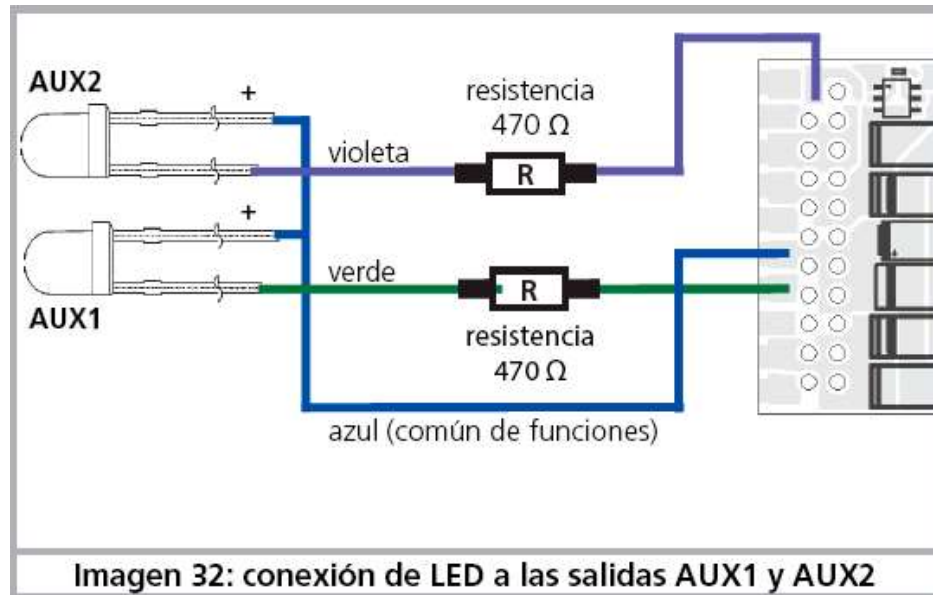 AUX2
+
resistencia
470 Ω
violeta
R
+
verde
R
AUX1
resistencia
470 Ω
azul (común de funciones)
Imagen 32: conexión de LED a las salidas AUX1 y AUX2